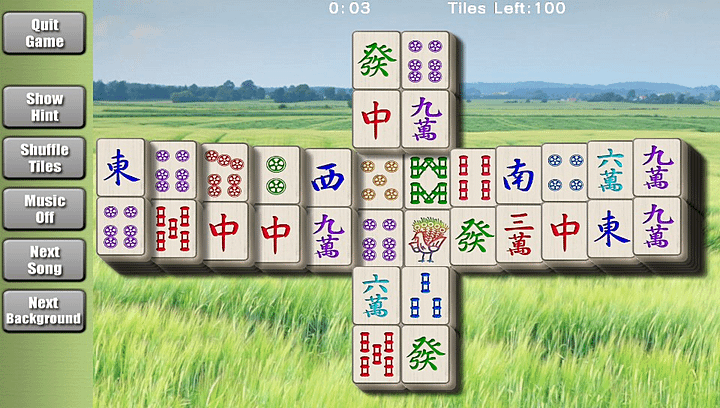 Quit
Game
0:03
Tiles Left:100
Show
Hint
Shuffle
Tiles
Music
Off
Next
Song
Next
Background
發
中 九萬
東 西 南 六萬 九萬
中 中 九萬 發 三萬 中 東 九萬
六萬
發